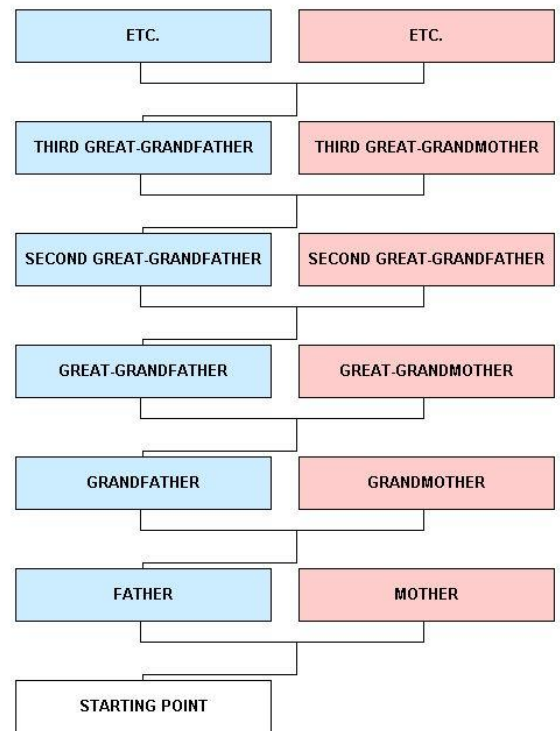 ETC.
ETC.
THIRD GREAT-GRANDFATHER
THIRD GREAT-GRANDMOTHER
SECOND GREAT-GRANDFATHER
SECOND GREAT-GRANDFATHER
GREAT-GRANDFATHER
GREAT-GRANDMOTHER
GRANDFATHER
GRANDMOTHER
FATHER
MOTHER
STARTING POINT